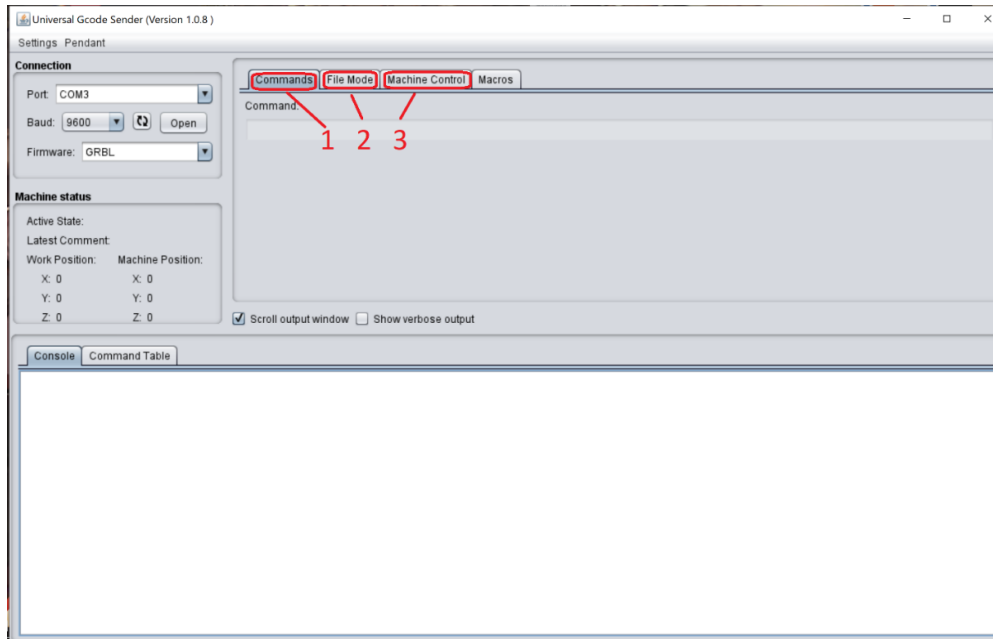 Universal Gcode Sender (Version 1.0.8 )
Settings Pendant
Connection
Port: COM3
Baud: 9600 Open
Firmware: GRBL
Commands File Mode Machine Control Macros
Command:
1 2 3
Machine status
Active State:
Latest Comment:
Work Position: Machine Position:
X: 0 X: 0
Y: 0 Y: 0
Z: 0 Z: 0
Scroll output window Show verbose output
Console Command Table